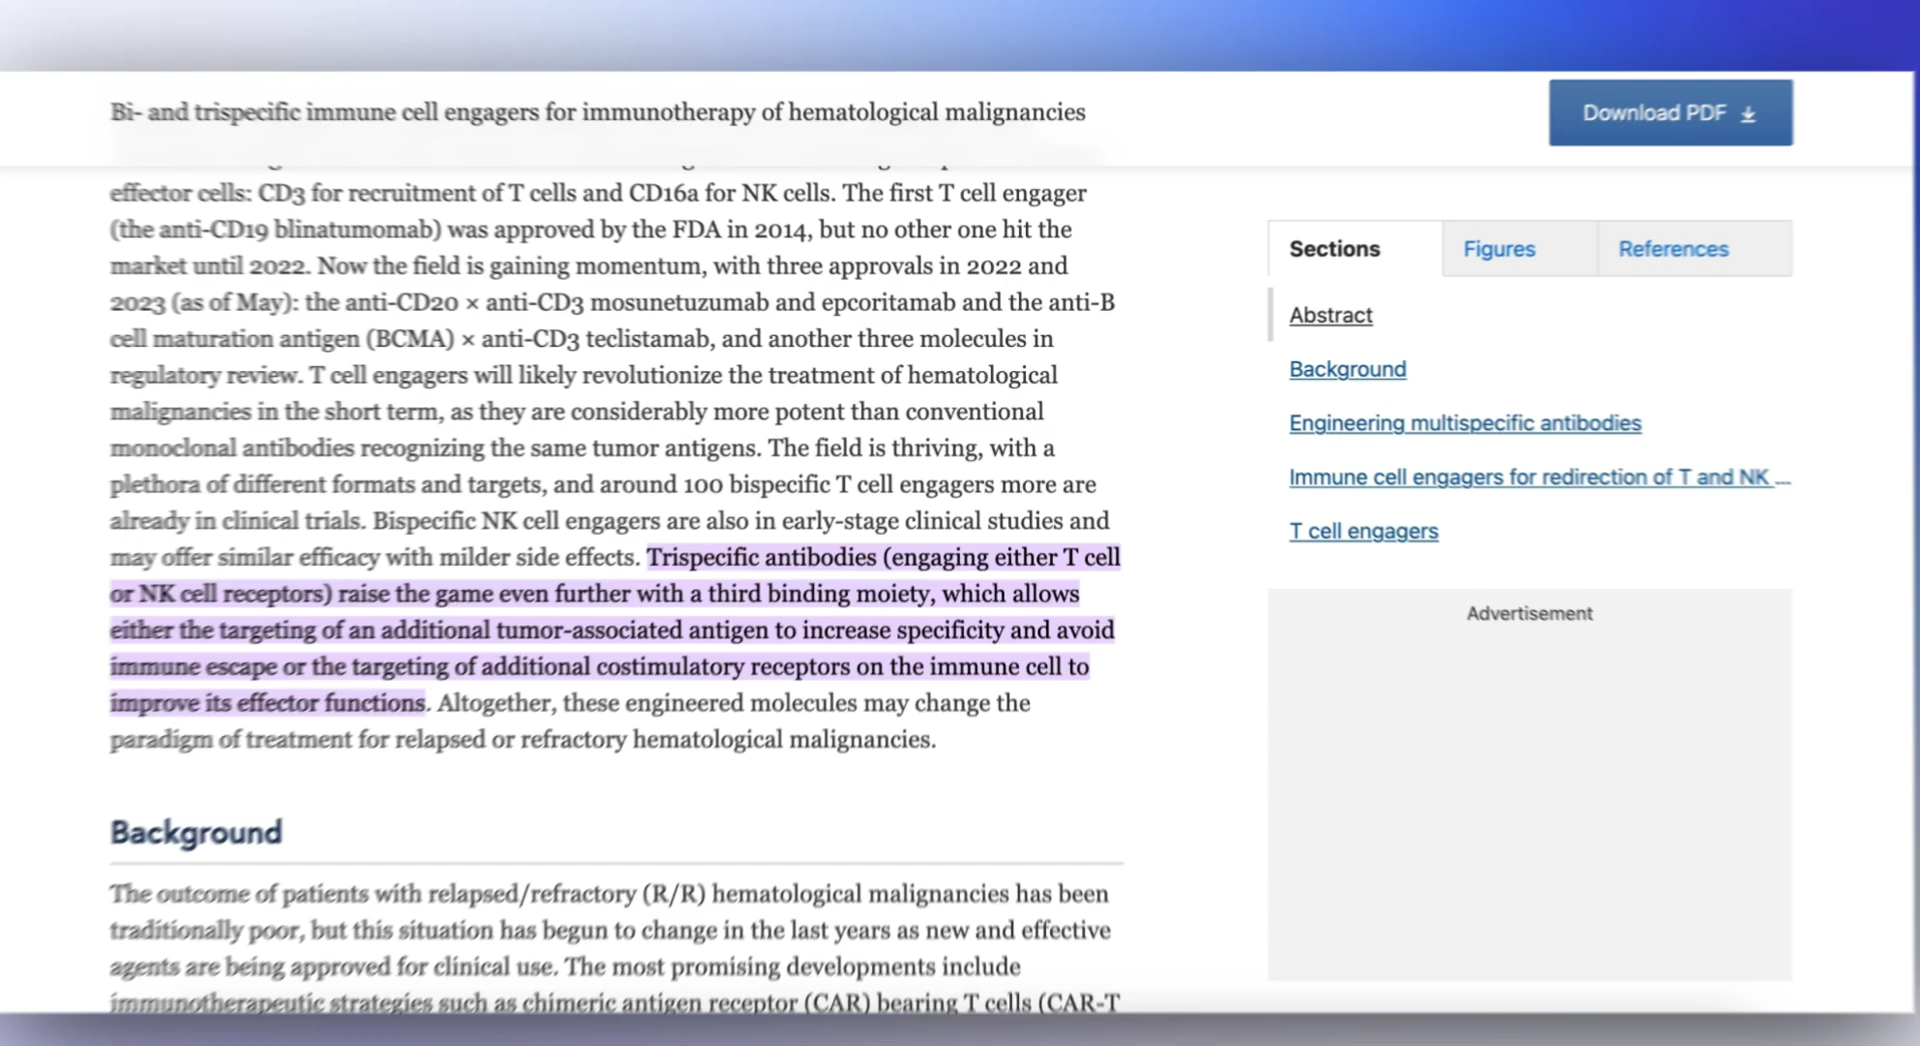 Bi- and trispecific immune cell engagers for immunotherapy of hematological malignancies
Download PDF
effector cells: CD3 for recruitment of T cells and CD16a for NK cells. The first T cell engager
(the anti-CD19 blinatumomab) was approved by the FDA in 2014, but no other one hit the
market until 2022. Now the field is gaining momentum, with three approvals in 2022 and
2023 (as of May): the anti-CD20 × anti-CD3 mosunetuzumab and epcoritamab and the anti-B
cell maturation antigen (BCMA) × anti-CD3 teclistamab, and another three molecules in
regulatory review. T cell engagers will likely revolutionize the treatment of hematological
malignancies in the short term, as they are considerably more potent than conventional
monoclonal antibodies recognizing the same tumor antigens. The field is thriving, with a
plethora of different formats and targets, and around 100 bispecific T cell engagers more are
already in clinical trials. Bispecific NK cell engagers are also in early-stage clinical studies and
may offer similar efficacy with milder side effects. Trispecific antibodies (engaging either T cell
or NK cell receptors) raise the game even further with a third binding moiety, which allows
either the targeting of an additional tumor-associated antigen to increase specificity and avoid
immune escape or the targeting of additional costimulatory receptors on the immune cell to
improve its effector functions. Altogether, these engineered molecules may change the
paradigm of treatment for relapsed or refractory hematological malignancies.
Background
The outcome of patients with relapsed/refractory (R/R) hematological malignancies has been
traditionally poor, but this situation has begun to change in the last years as new and effective
agents are being approved for clinical use. The most promising developments include
immunotherapeutic strategies such as chimeric antigen receptor (CAR) bearing T cells (CAR-T
Sections
Figures
References
Abstract
Background
Engineering multispecific antibodies
Immune cell engagers for redirection of T and NK ...
T cell engagers
Advertisement